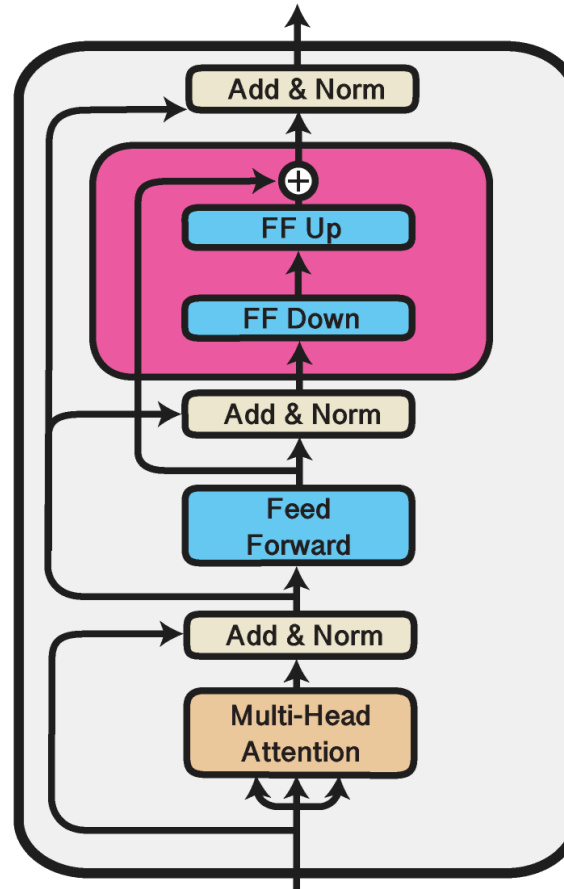 Add & Norm
+
FF Up
FF Down
Add & Norm
Feed
Forward
Add & Norm
Multi-Head
Attention